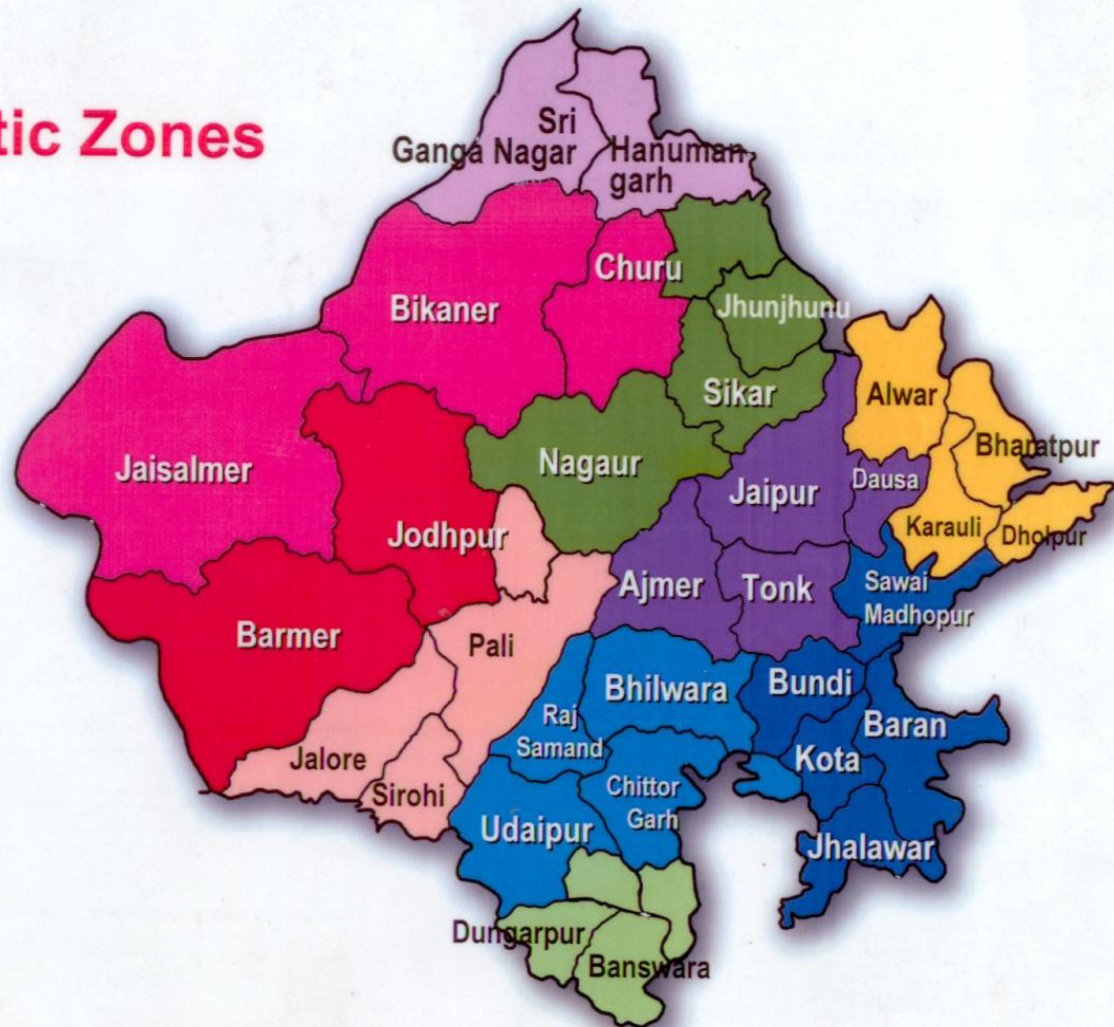 tic Zones
Sri
Ganga Nagar
Hanuman
garh
Churu
Bikaner
Jhunjhunu
Sikar
Alwar
Bharatpur
Jaisalmer
Nagaur
Jaipur
Dausa
Karauli
Dholpur
Jodhpur
Ajmer
Tonk
Sawai
Madhopur
Barmer
Pali
Bhilwara
Bundi
Raj
Samand
Baran
Jalore
Kota
Sirohi
Chittor
Garh
Udaipur
Jhalawar
Dungarpur
Banswara